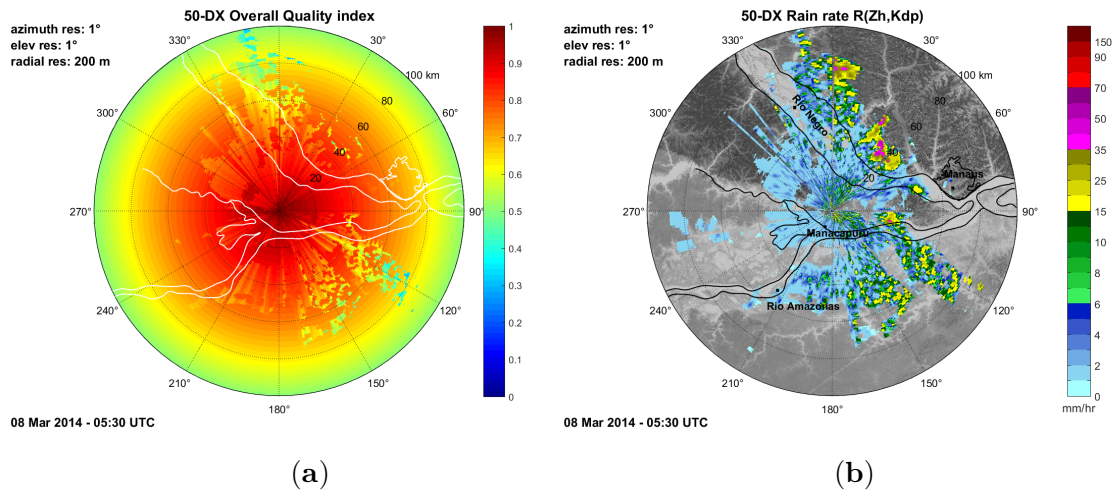 50-DX Overall Quality index
azimuth res: 1°
elev res: 1°
radial res: 200 m
330°
30°
100 km
80
60
40
20
300°
60°
270°
90°
240°
120°
210°
150°
180°
1
0.9
0.8
0.7
0.6
0.5
0.4
0.3
0.2
0.1
0
08 Mar 2014 - 05:30 UTC
(a)
50-DX Rain rate R(Zh,Kdp)
azimuth res: 1°
elev res: 1°
radial res: 200 m
330°
30°
100 km
80
60
40
20
300°
60°
270°
90°
240°
120°
210°
150°
180°
Rio Negro
Manaus
Manacapuru
Rio Amazonas
150
90
70
50
35
25
15
10
8
6
5
4
2
1
0
mm/hr
08 Mar 2014 - 05:30 UTC
(b)